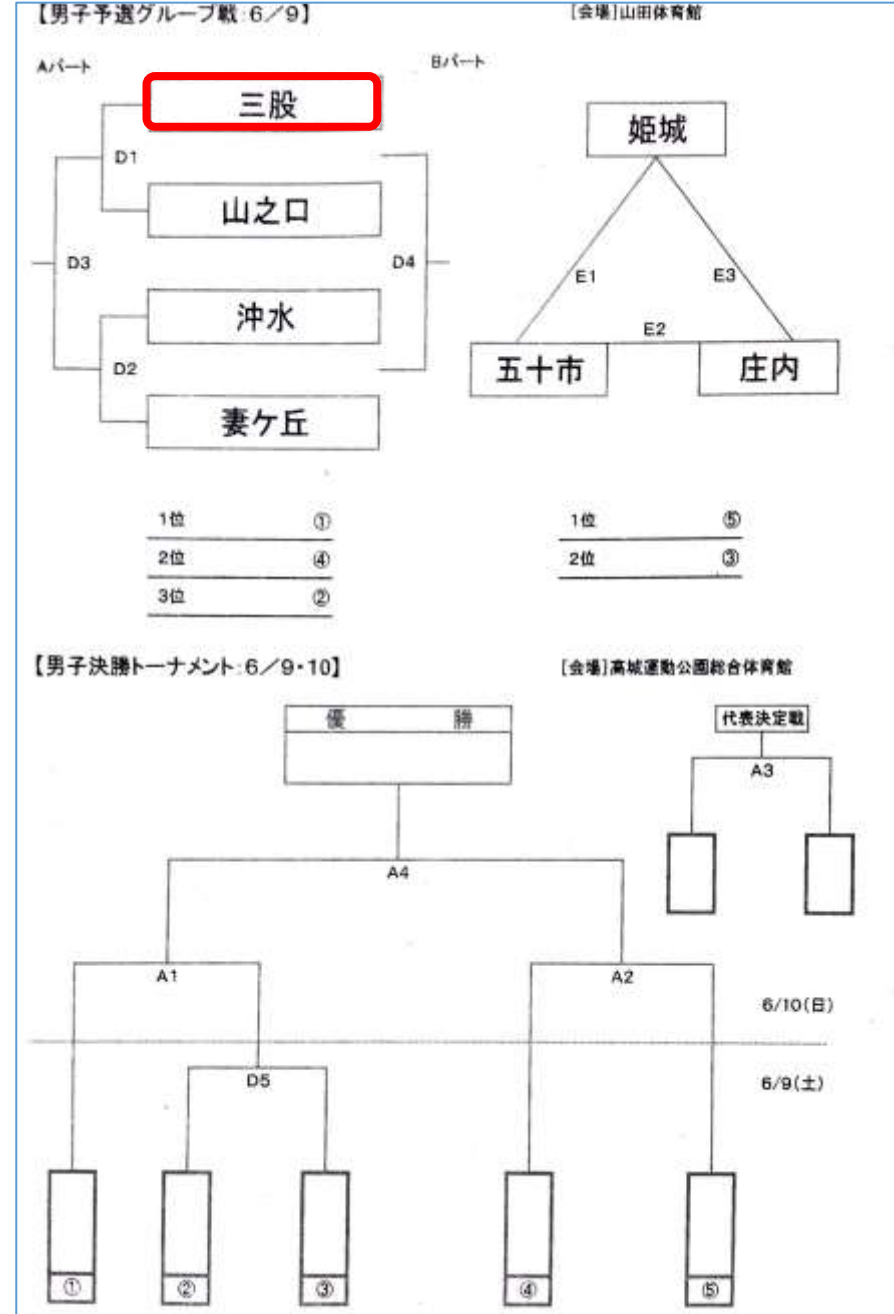 【男子予選グループ戦:6/9】
[会場]山田体育館
Aパート
Bパート
三股
姫城
D1
山之口
D3
D4
E1
E3
沖水
E2
D2
五十市
庄内
妻ケ丘
1位 ①
1位 ⑤
2位 ④
2位 ③
3位 ②
【男子決勝トーナメント:6/9・10】
[会場]高城運動公園総合体育館
優 勝
代表決定戦
A3
A4
A1
A2
6/10(日)
D5
6/9(土)
①
②
③
④
⑤